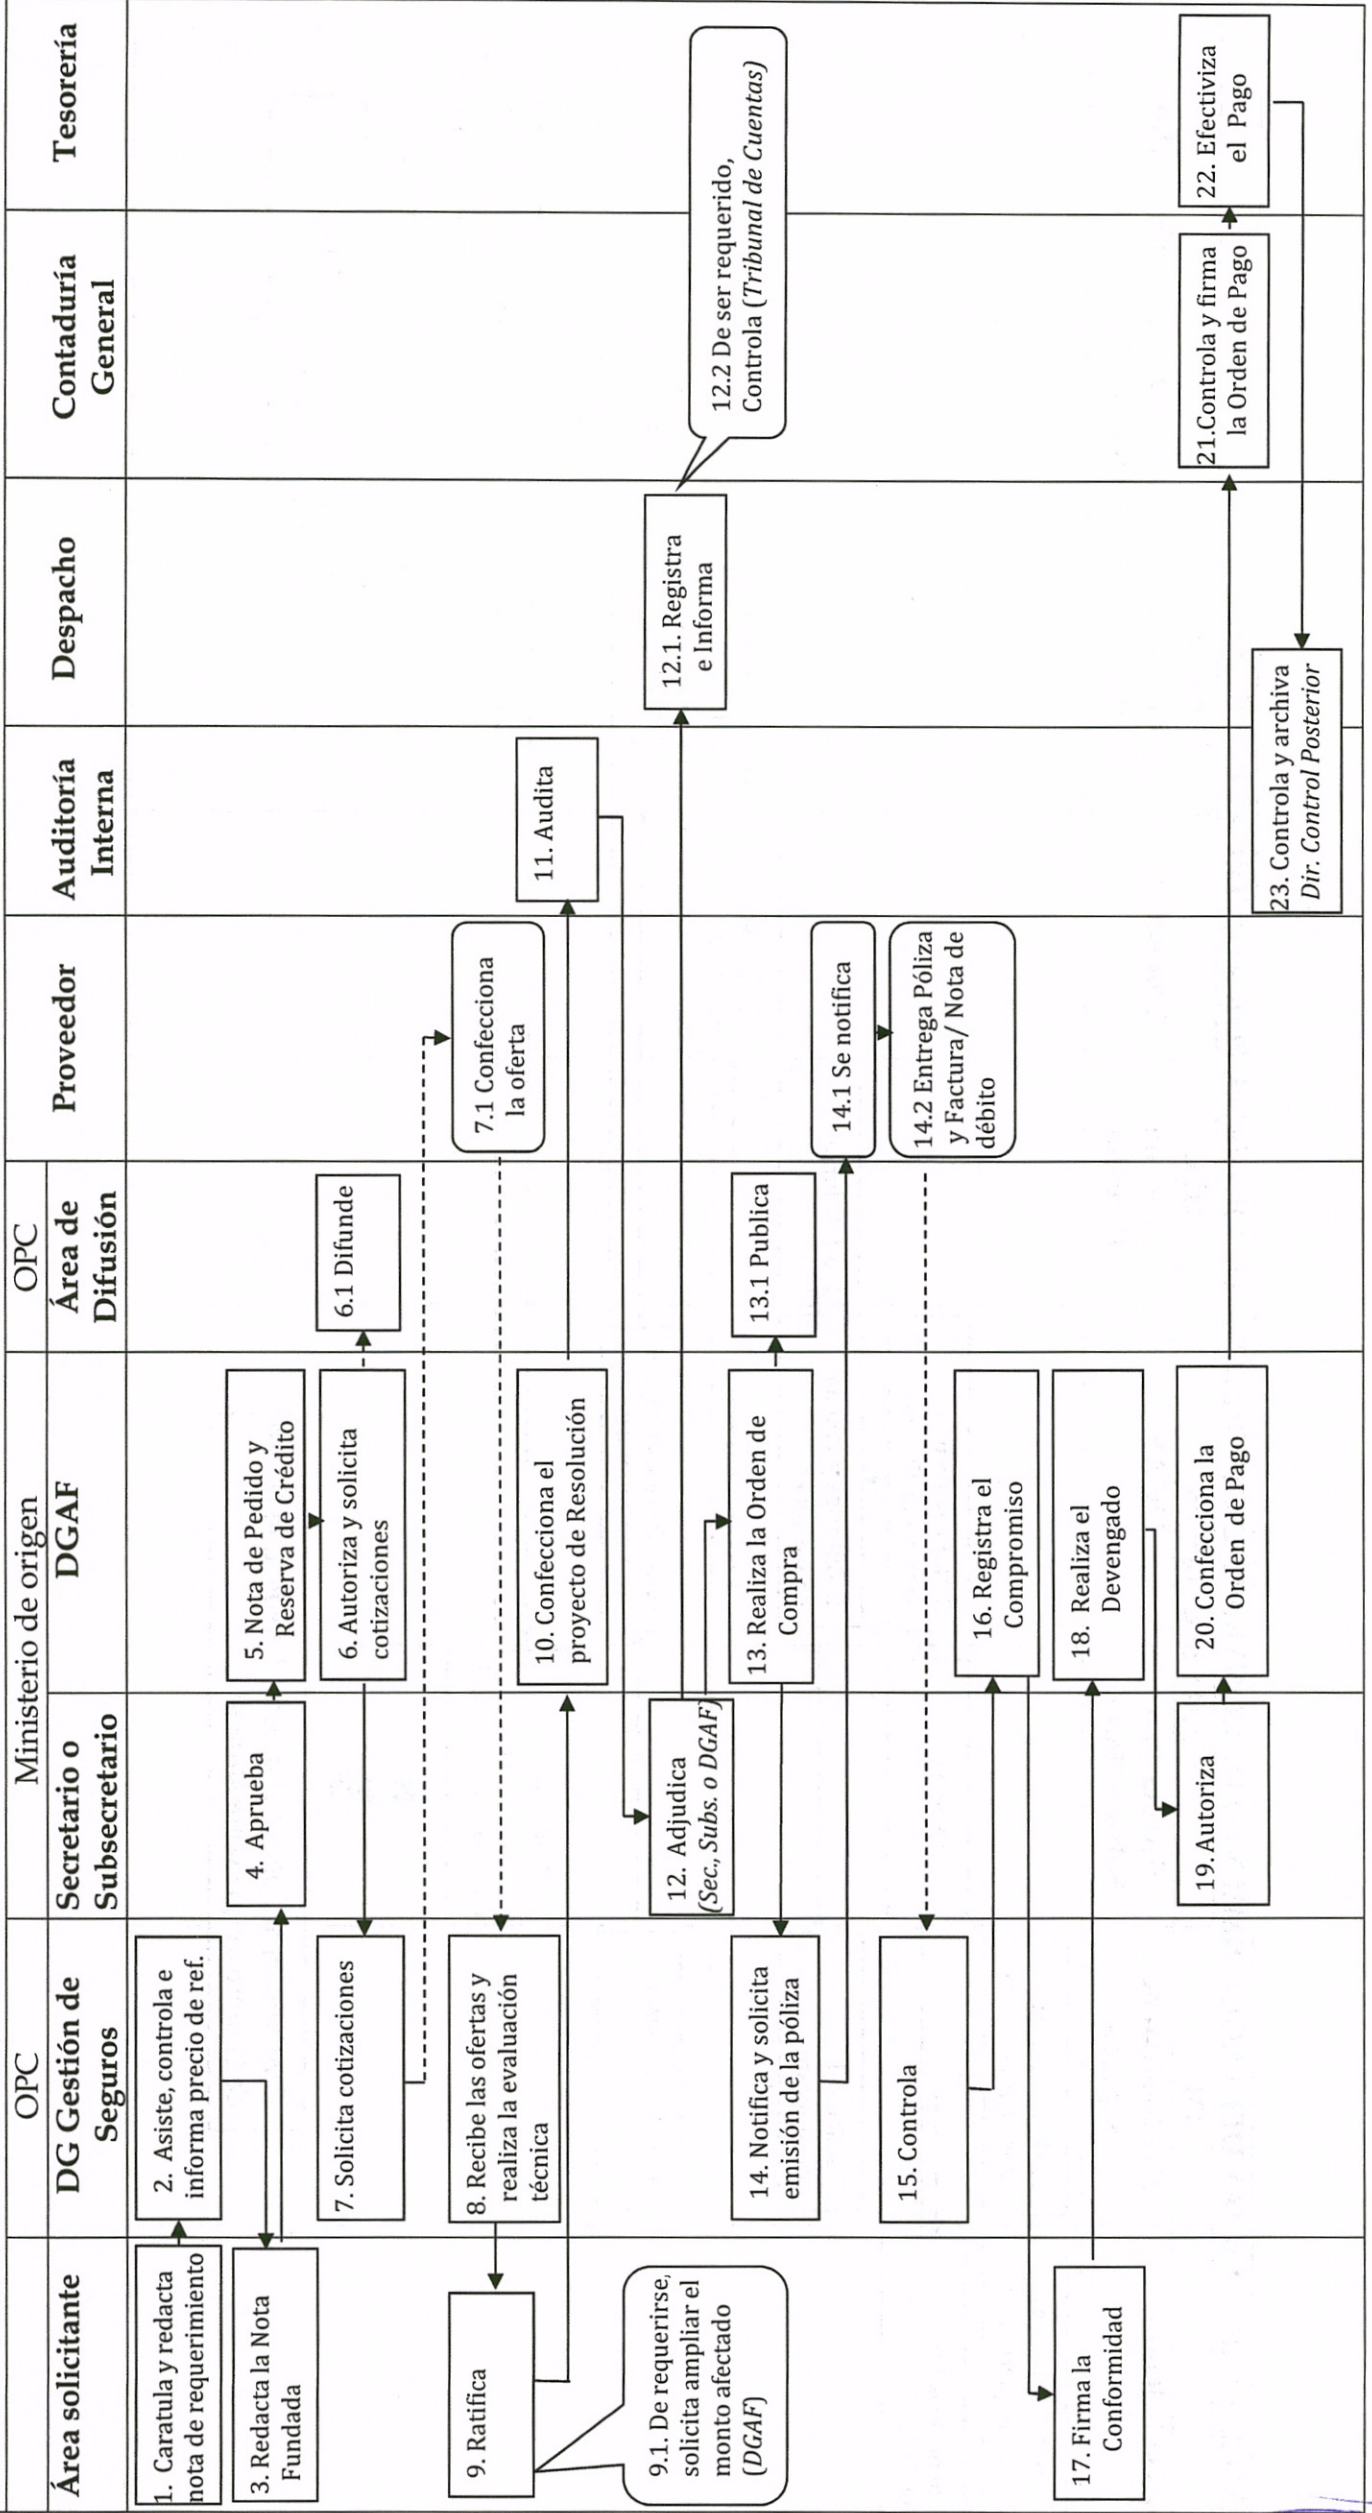 OPC
Ministerio de origen
OPC
Área solicitante
DG Gestión de
Seguros
Secretario o
Subsecretario
DGAF
Área de
Difusión
Proveedor
Auditoría
Interna
Despacho
Contaduría
General
Tesorería
1. Caratula y redacta
nota de requerimiento
2. Asiste, controla e
informa precio de ref.
3. Redacta la Nota
Fundada
4. Aprueba
5. Nota de Pedido y
Reserva de Crédito
6. Autoriza y solicita
cotizaciones
6.1 Difunde
7. Solicita cotizaciones
7.1 Confecciona
la oferta
8. Recibe las ofertas y
realiza la evaluación
técnica
9. Ratifica
9.1. De requerirse,
solicita ampliar el
monto afectado
(DGAF)
10. Confecciona el
proyecto de Resolución
11. Audita
12. Adjudica
(Sec., Subs. o DGAF)
12.1. Registra
e Informa
12.2 De ser requerido,
Controla (Tribunal de Cuentas)
13. Realiza la Orden de
Compra
13.1 Publica
14. Notifica y solicita
emisión de la póliza
14.1 Se notifica
14.2 Entrega Póliza
y Factura/ Nota de
débito
15. Controla
16. Registra el
Compromiso
17. Firma la
Conformidad
18. Realiza el
Devengado
19. Autoriza
20. Confecciona la
Orden de Pago
21.Controla y firma
la Orden de Pago
22. Efectiviza
el Pago
23. Controla y archiva
Dir. Control Posterior